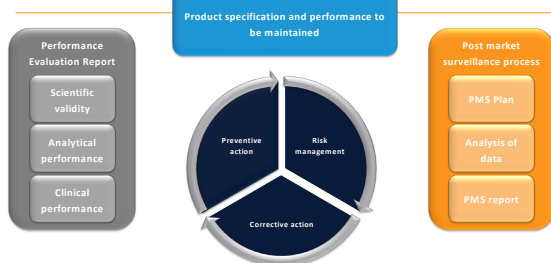 Product specification and performance to
be maintained
Performance
Evaluation Report
Scientific
validity
Analytical
performance
Clinical
performance
Preventive
action
Risk
management
Corrective action
Post market
surveillance process
PMS Plan
Analysis of
data
PMS report